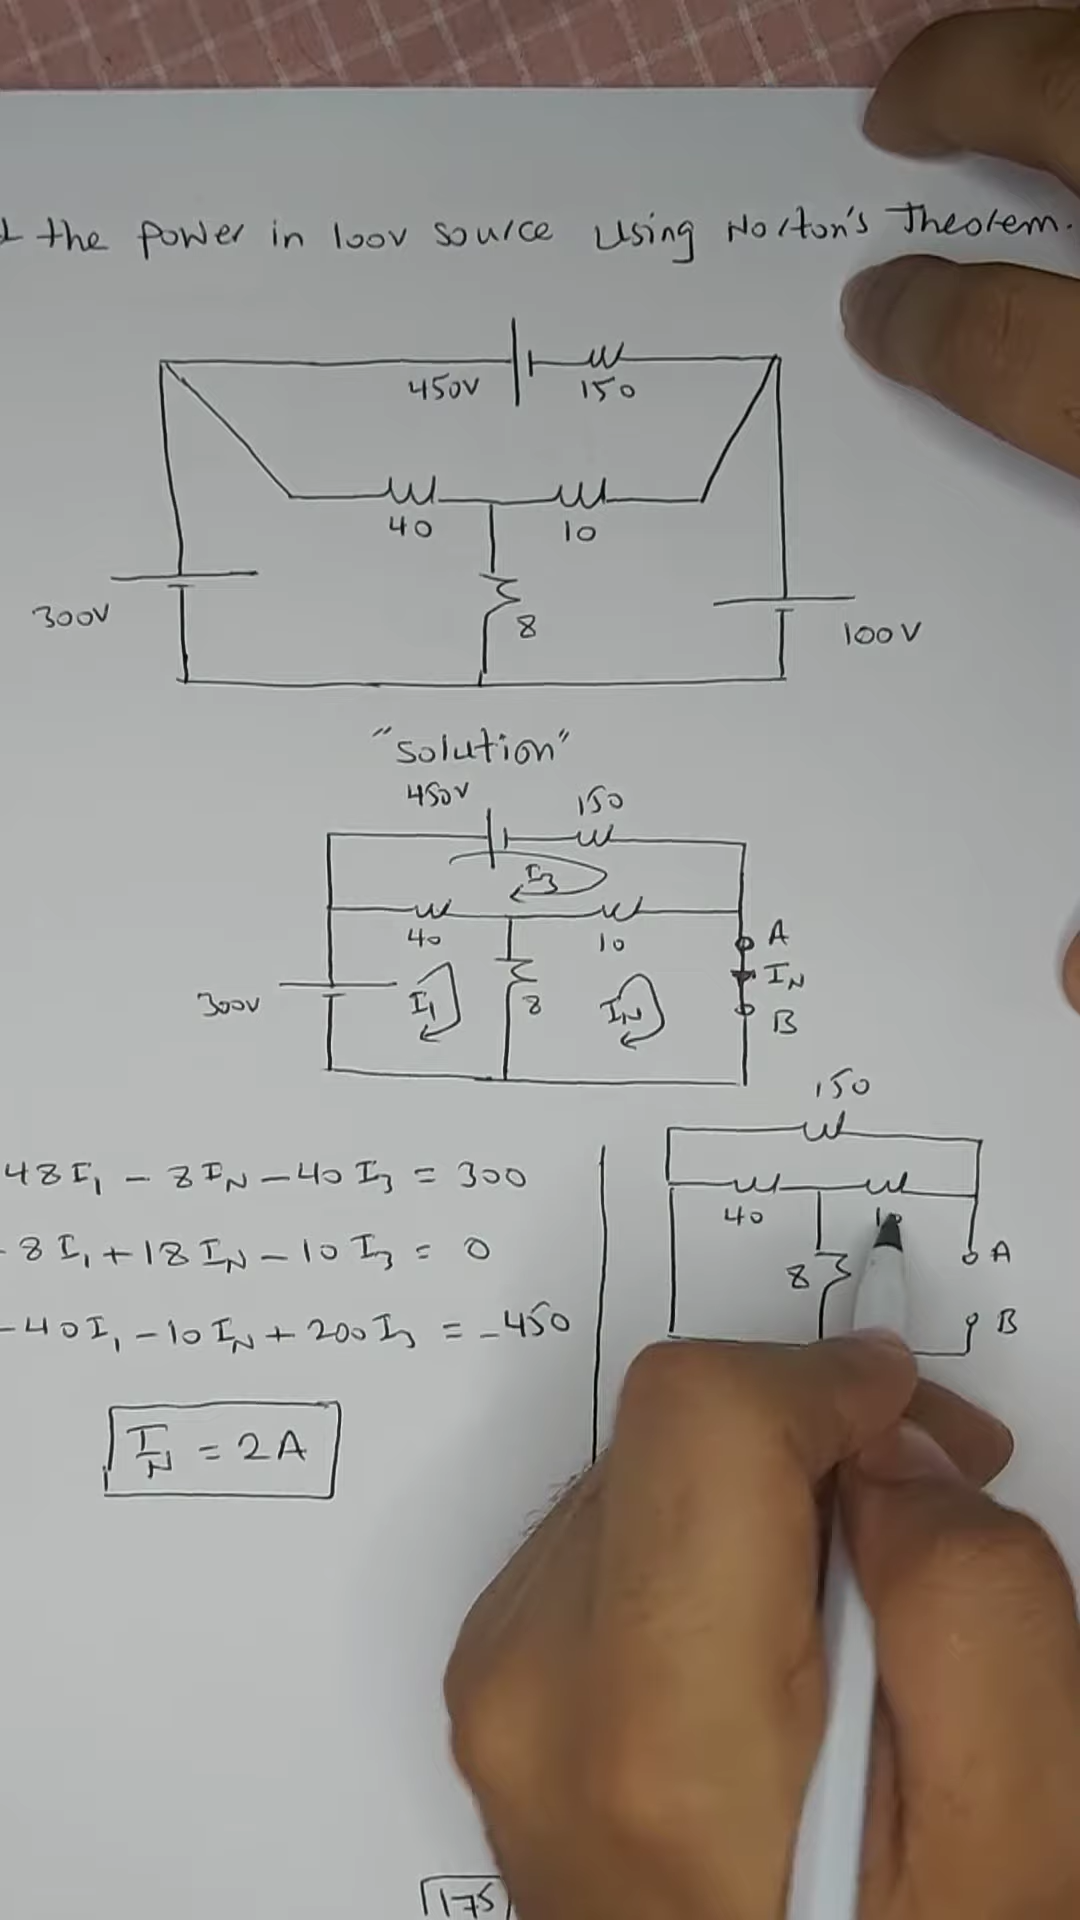 the power in 100V source using Norton's Theorem.
450V 150
40 10
300V 8 100V
"Solution"
450V 150
I3
40 10 A
300V I1 8 IN IN
B
150
48I1 - 8IN - 40I3 = 300
40 10
- 8I1 + 18IN - 10I3 = 0
8 A
- 40I1 - 10IN + 200I3 = -450
B
IN = 2A
175